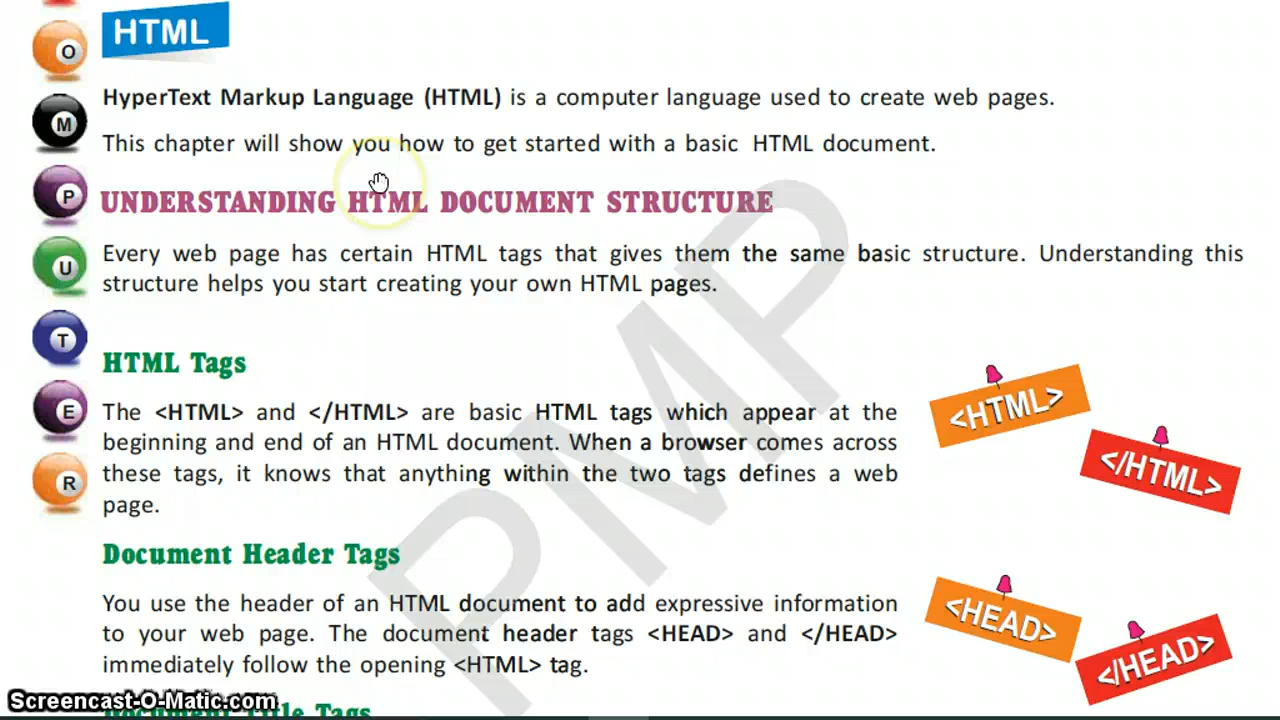 HTML
O
HyperText Markup Language (HTML) is a computer language used to create web pages.
M
This chapter will show you how to get started with a basic HTML document.
P
UNDERSTANDING HTML DOCUMENT STRUCTURE
Every web page has certain HTML tags that gives them the same basic structure. Understanding this
U
structure helps you start creating your own HTML pages.
T
HTML Tags
E
The <HTML> and </HTML> are basic HTML tags which appear at the
beginning and end of an HTML document. When a browser comes across
these tags, it knows that anything within the two tags defines a web
page.
R
<HTML>
</HTML>
Document Header Tags
You use the header of an HTML document to add expressive information
to your web page. The document header tags <HEAD> and </HEAD>
immediately follow the opening <HTML> tag.
<HEAD>
</HEAD>
PMP
Screencast-O-Matic.com
Document Title Tags